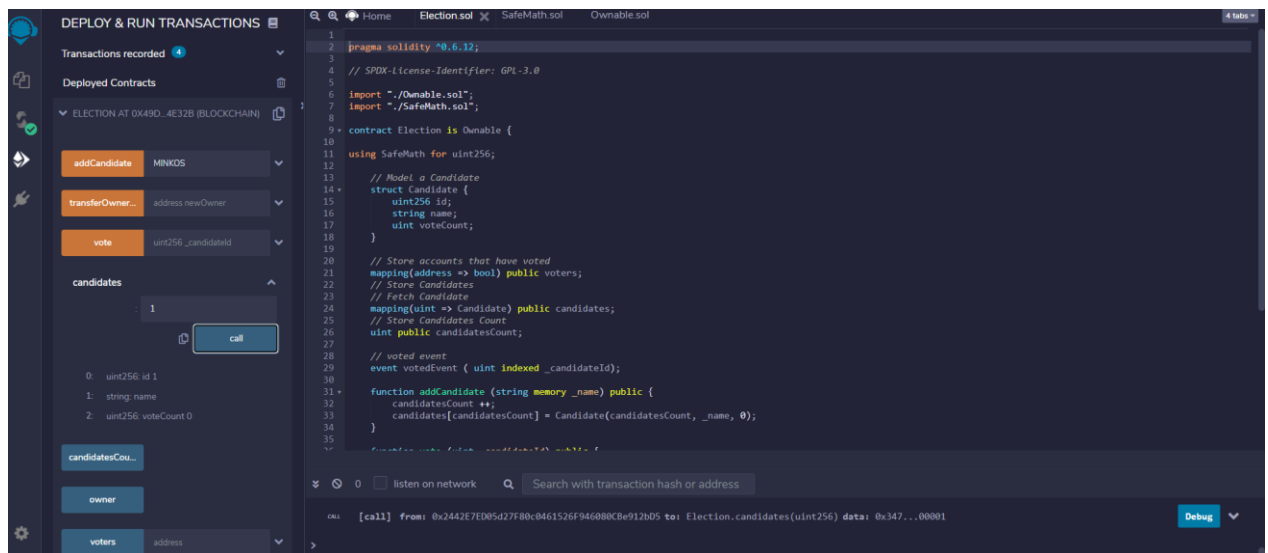 DEPLOY & RUN TRANSACTIONS
Transactions recorded 4
Deployed Contracts
ELECTION AT 0X49D...4E32B (BLOCKCHAIN)
addCandidate MINKOS
transferOwner... address newOwner
vote uint256 _candidateId
candidates
: 1
call
0: uint256: id 1
1: string: name
2: uint256: voteCount 0
candidatesCou...
owner
voters address
Home Election.sol SafeMath.sol Ownable.sol 4 tabs
1
2 pragma solidity ^0.6.12;
3
4 // SPDX-License-Identifier: GPL-3.0
5
6 import "./Ownable.sol";
7 import "./SafeMath.sol";
8
9 contract Election is Ownable {
10
11 using SafeMath for uint256;
12
13 // Model a Candidate
14 struct Candidate {
15 uint256 id;
16 string name;
17 uint voteCount;
18 }
19
20 // Store accounts that have voted
21 mapping(address => bool) public voters;
22 // Store Candidates
23 // Fetch Candidate
24 mapping(uint => Candidate) public candidates;
25 // Store Candidates Count
26 uint public candidatesCount;
27
28 // voted event
29 event votedEvent ( uint indexed _candidateId);
30
31 function addCandidate (string memory _name) public {
32 candidatesCount ++;
33 candidates[candidatesCount] = Candidate(candidatesCount, _name, 0);
34 }
35
0 listen on network Search with transaction hash or address
CALL [call] from: 0x2442E7ED05d27F80c0461526F946080CBe912bD5 to: Election.candidates(uint256) data: 0x347...00001 Debug
>